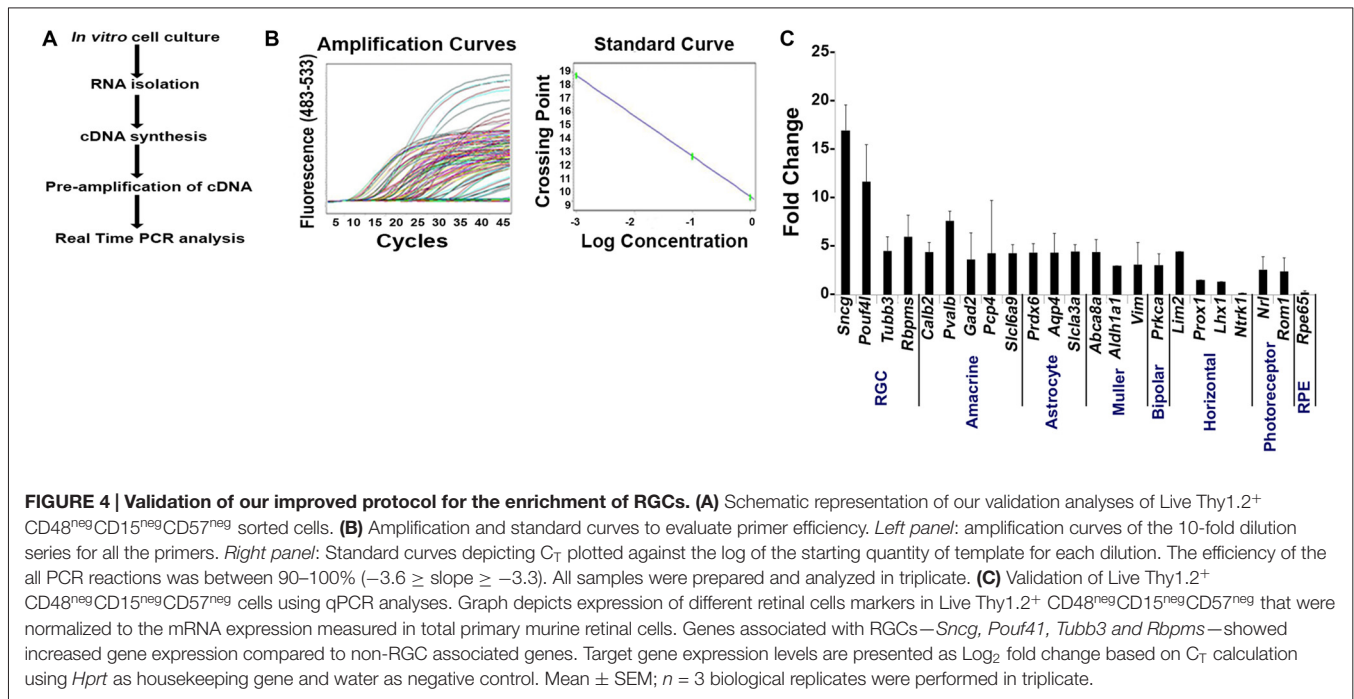 A
In vitro cell culture
RNA isolation
cDNA synthesis
Pre-amplification of cDNA
Real Time PCR analysis
B
Amplification Curves
Fluorescence (483-533)
5 10 15 20 25 30 35 40 45
Cycles
Standard Curve
Crossing Point
19
18
17
16
15
14
13
12
11
10
9
-3 -2 -1 0
Log Concentration
C
Fold Change
25
20
15
10
5
0
Sncg Pouf4l Tubb3 Rbpms Calb2 Pvalb Gad2 Pcp4 Slcl6a9 Prdx6 Aqp4 Slcla3a Abca8a Aldh1a1 Vim Prkca Lim2 Prox1 Lhx1 Ntrk1 Nrl Rom1 Rpe65
RGC Amacrine Astrocyte Muller Bipolar Horizontal Photoreceptor RPE
FIGURE 4 | Validation of our improved protocol for the enrichment of RGCs. (A) Schematic representation of our validation analyses of Live Thy1.2+
CD48negCD15negCD57neg sorted cells. (B) Amplification and standard curves to evaluate primer efficiency. Left panel: amplification curves of the 10-fold dilution
series for all the primers. Right panel: Standard curves depicting CT plotted against the log of the starting quantity of template for each dilution. The efficiency of the
all PCR reactions was between 90–100% (−3.6 ≥ slope ≥ −3.3). All samples were prepared and analyzed in triplicate. (C) Validation of Live Thy1.2+
CD48negCD15negCD57neg cells using qPCR analyses. Graph depicts expression of different retinal cells markers in Live Thy1.2+ CD48negCD15negCD57neg that were
normalized to the mRNA expression measured in total primary murine retinal cells. Genes associated with RGCs—Sncg, Pouf41, Tubb3 and Rbpms—showed
increased gene expression compared to non-RGC associated genes. Target gene expression levels are presented as Log2 fold change based on CT calculation
using Hprt as housekeeping gene and water as negative control. Mean ± SEM; n = 3 biological replicates were performed in triplicate.